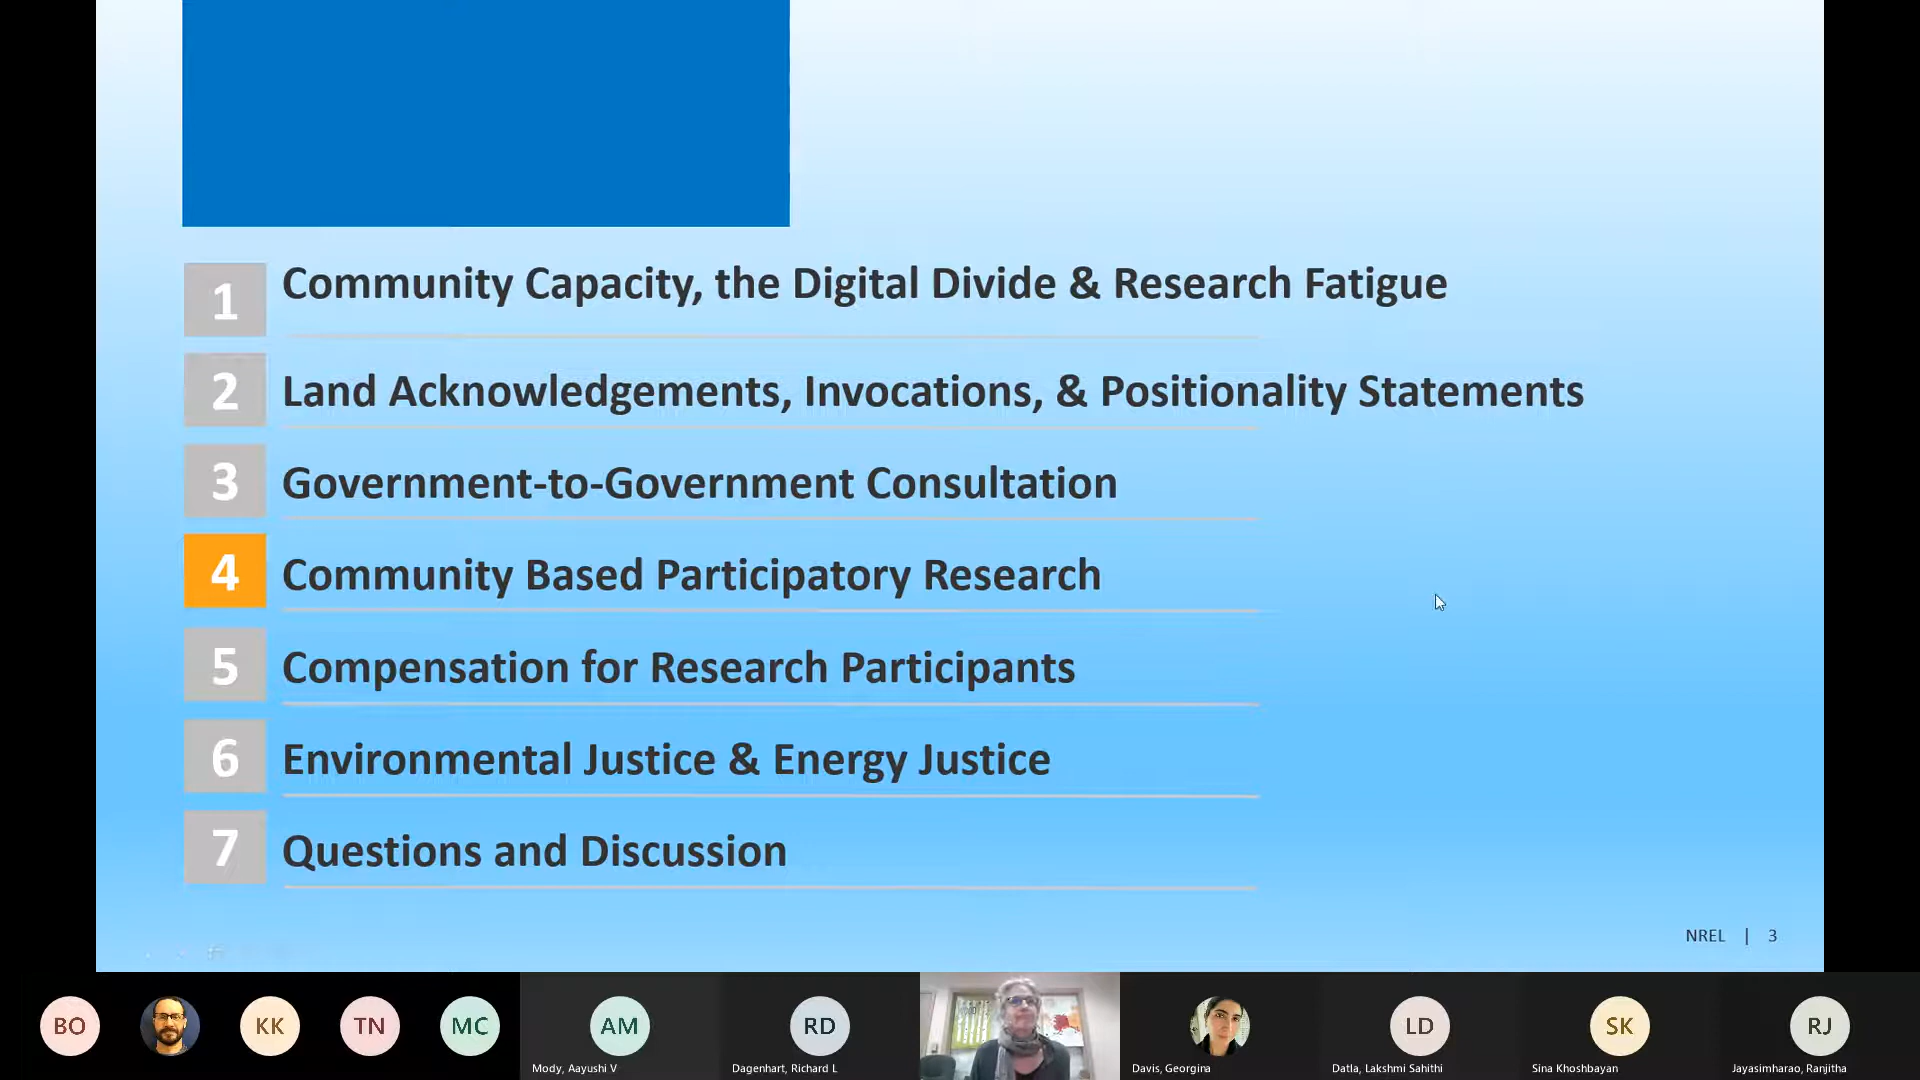 1 Community Capacity, the Digital Divide & Research Fatigue
2 Land Acknowledgements, Invocations, & Positionality Statements
3 Government-to-Government Consultation
4 Community Based Participatory Research
5 Compensation for Research Participants
6 Environmental Justice & Energy Justice
7 Questions and Discussion
NREL | 3
BO KK TN MC AM RD LD SK RJ
Mody, Aayushi V Dagenhart, Richard L Davis, Georgina Datla, Lakshmi Sahithi Sina Khoshbayan Jayasimharao, Ranjitha